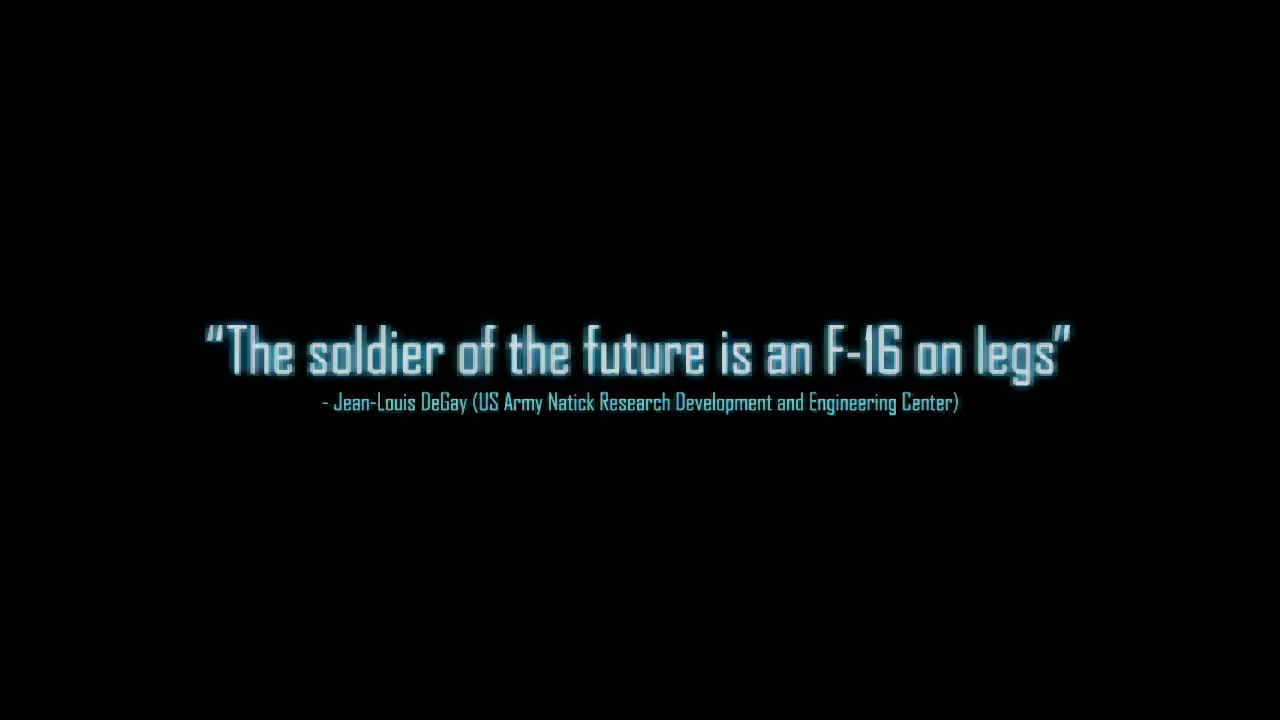 “The soldier of the future is an F-16 on legs”
- Jean-Louis DeGay (US Army Natick Research Development and Engineering Center)